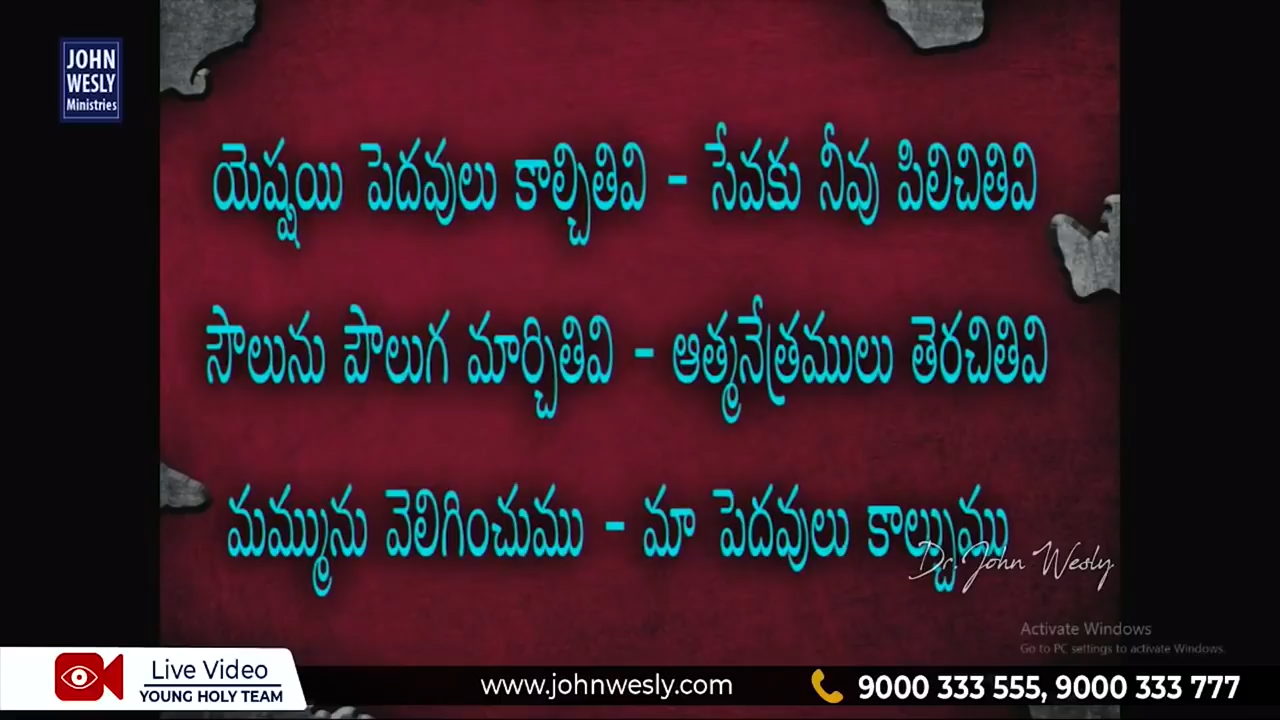 JOHN
WESLY
Ministries
యెష్షయి పెదవులు కాల్చితివి - సేవకు నీవు పిలిచితివి
సౌలును పౌలుగ మార్చితివి - ఆత్మనేత్రములు తెరచితివి
మమ్మును వెలిగించుము - మా పెదవులు కాల్చుము
Dr. John Wesly
Activate Windows
Go to PC settings to activate Windows.
Live Video
YOUNG HOLY TEAM
www.johnwesly.com
9000 333 555, 9000 333 777